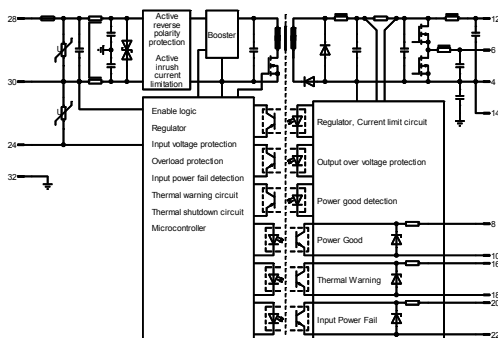 28
30
24
32
Active
reverse
polarity
protection
Active
inrush
current
limitation
Booster
Enable logic
Regulator
Input voltage protection
Overload protection
Input power fail detection
Thermal warning circuit
Thermal shutdown circuit
Microcontroller
Regulator, Current limit circuit
Output over voltage protection
Power good detection
Power Good
Thermal Warning
Input Power Fail
12
6
4
14
8
10
16
18
20
22